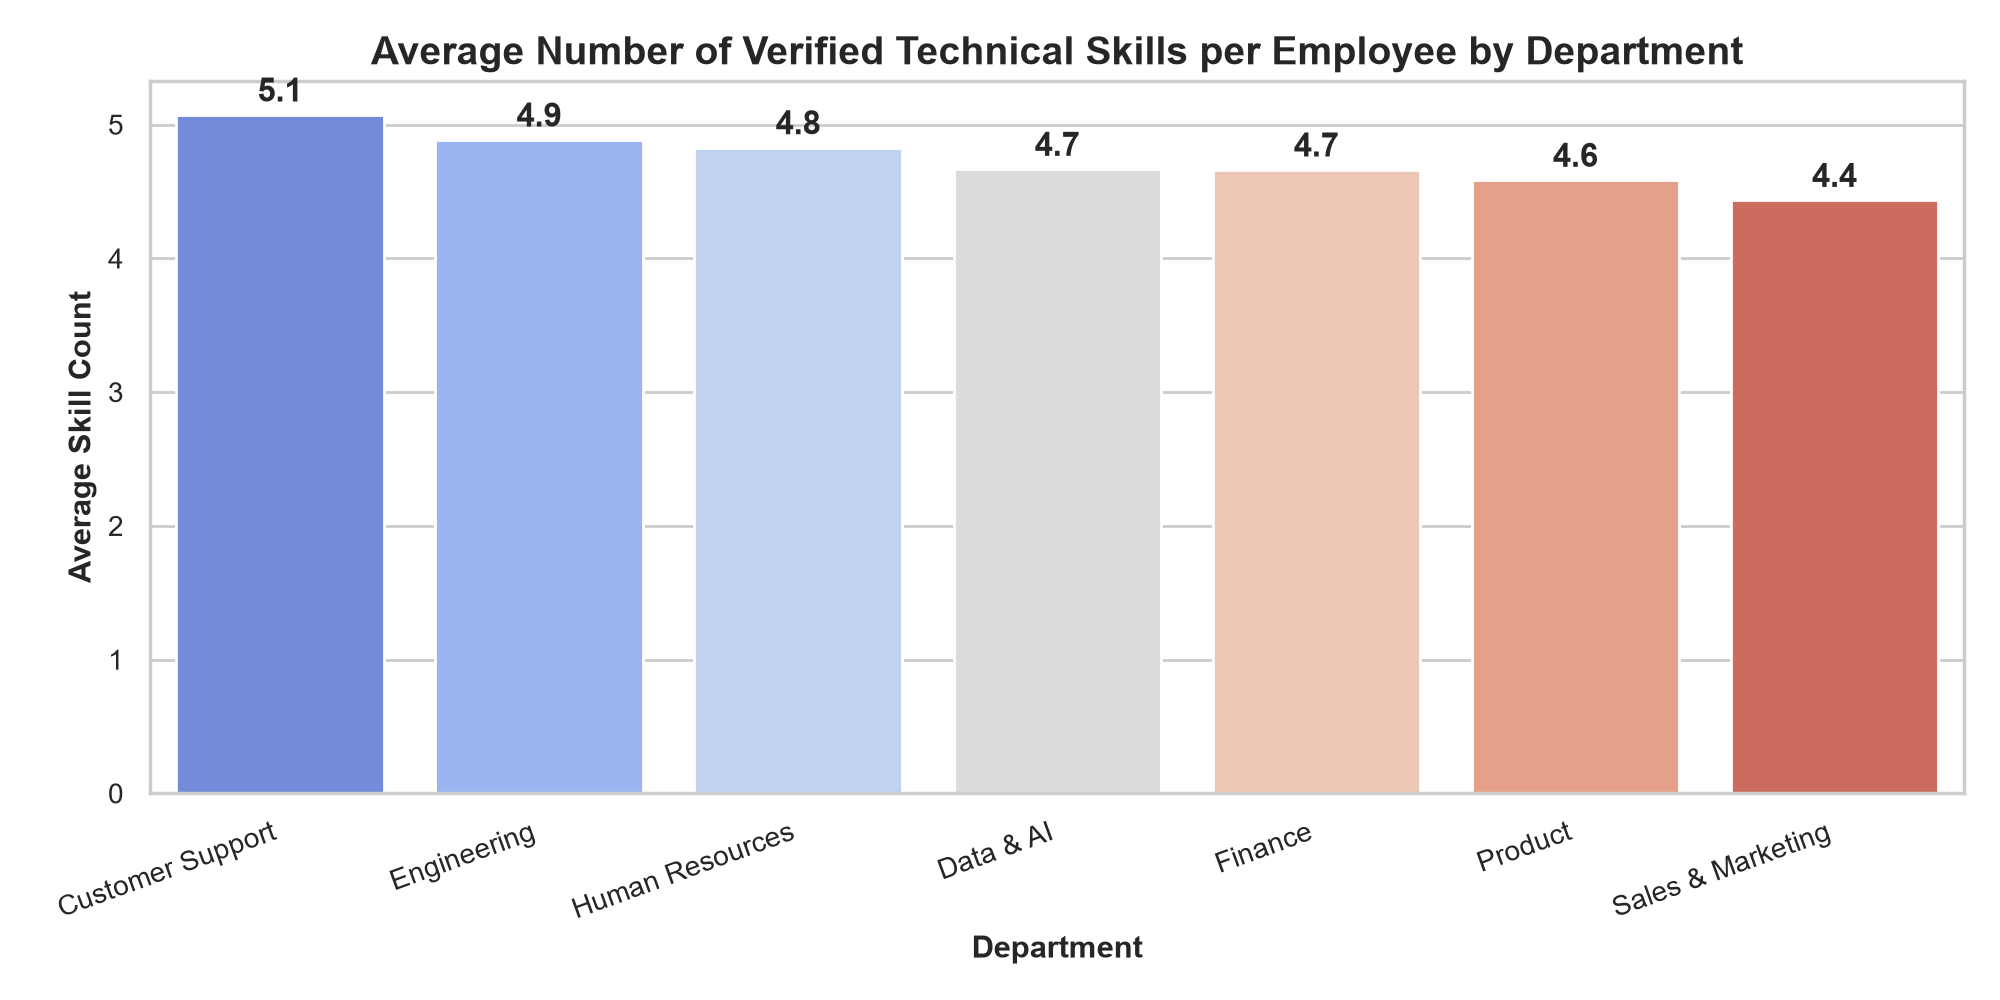 Average Number of Verified Technical Skills per Employee by Department
5.1
4.9
4.8
4.7
4.7
4.6
4.4
5
4
3
2
1
0
Average Skill Count
Customer Support
Engineering
Human Resources
Data & AI
Finance
Product
Sales & Marketing
Department